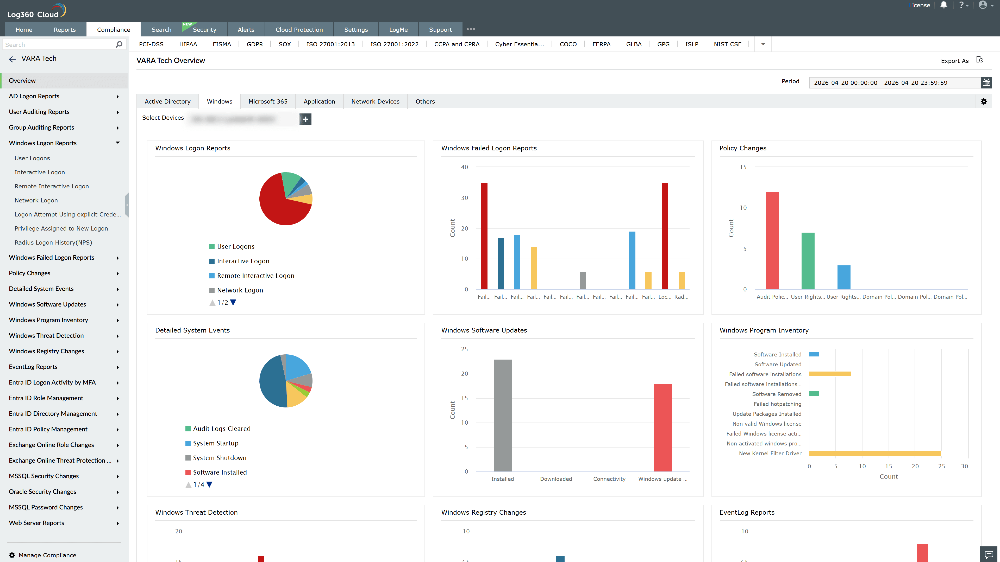 Log360 Cloud
License
?
Home
Reports
Compliance
Search
NEW
Security
Alerts
Cloud Protection
Settings
LogMe
Support
Search
PCI-DSS
HIPAA
FISMA
GDPR
SOX
ISO 27001:2013
ISO 27001:2022
CCPA and CPRA
Cyber Essentia...
COCO
FERPA
GLBA
GPG
ISLP
NIST CSF
VARA Tech
Overview
AD Logon Reports
User Auditing Reports
Group Auditing Reports
Windows Logon Reports
User Logons
Interactive Logon
Remote Interactive Logon
Network Logon
Logon Attempt Using explicit Crede...
Privilege Assigned to New Logon
Radius Logon History(NPS)
Windows Failed Logon Reports
Policy Changes
Detailed System Events
Windows Software Updates
Windows Program Inventory
Windows Threat Detection
Windows Registry Changes
EventLog Reports
Entra ID Logon Activity by MFA
Entra ID Role Management
Entra ID Directory Management
Entra ID Policy Management
Exchange Online Role Changes
Exchange Online Threat Protection ...
MSSQL Security Changes
Oracle Security Changes
MSSQL Password Changes
Web Server Reports
Manage Compliance
VARA Tech Overview
Export As
Period
2026-04-20 00:00:00 - 2026-04-20 23:59:59
Active Directory
Windows
Microsoft 365
Application
Network Devices
Others
Select Devices
Windows Logon Reports
User Logons
Interactive Logon
Remote Interactive Logon
Network Logon
1/2
Windows Failed Logon Reports
40
30
20
10
0
Count
Fail... Fail... Fail... Fail... Fail... Fail... Fail... Fail... Fail... Fail... Fail... Loc... Rad...
Policy Changes
15
10
5
0
Count
Audit Polic... User Rights... User Rights... Domain Pol... Domain Pol... Domain Pol...
Detailed System Events
Audit Logs Cleared
System Startup
System Shutdown
Software Installed
1/4
Windows Software Updates
25
20
15
10
5
0
Count
Installed
Downloaded
Connectivity
Windows update ...
Windows Program Inventory
Software Installed
Software Updated
Failed software installations
Failed software installations...
Software Removed
Failed hotpatching
Update Packages Installed
Non valid Windows license
Failed Windows license acti...
Non activated windows pro...
New Kernel Filter Driver
0 5 10 15 20 25 30
Count
Windows Threat Detection
20
15
Windows Registry Changes
10
7.5
EventLog Reports
10
7.5